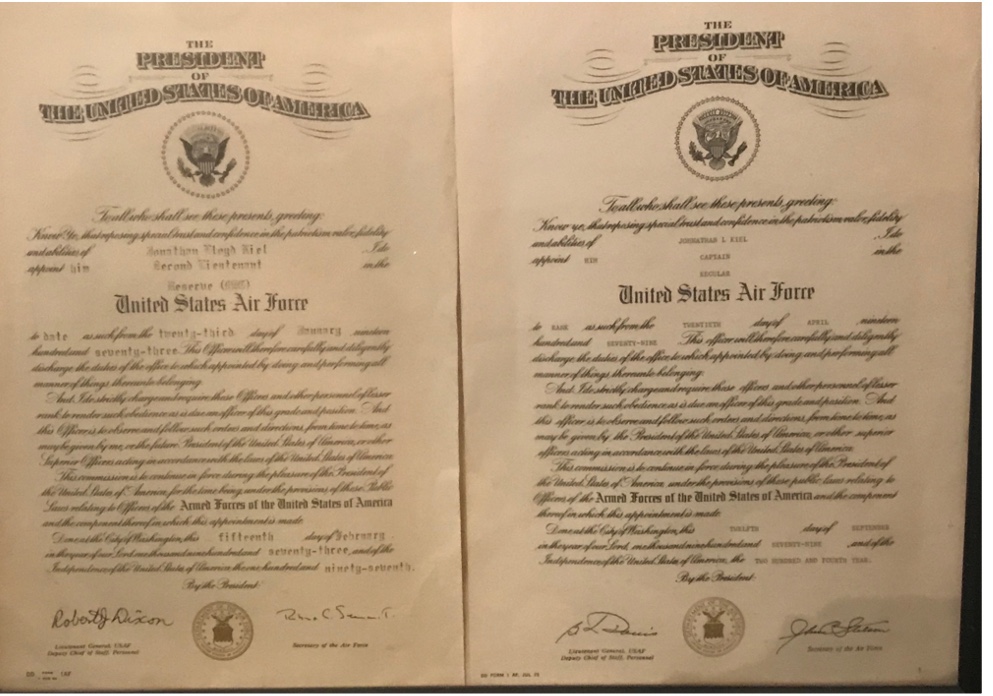 THE
PRESIDENT
OF
THE UNITED STATES OF AMERICA
To all who shall see these presents, greeting:
Know Ye, that reposing special trust and confidence in the patriotism, valor, fidelity
and abilities of Jonathan Lloyd Kiel I do
appoint him Second Lieutenant in the
Reserve
United States Air Force
to date as such from the twenty-third day of January nineteen
hundred and seventy-three. This Officer will therefore carefully and diligently
discharge the duties of the office to which appointed by doing and performing all
manner of things thereunto belonging.
And, I do strictly charge and require those Officers and other personnel of lesser
rank to render such obedience as is due an officer of this grade and position. And
this Officer is to observe and follow such orders and directions, from time to time, as
may be given by me, or the future President of the United States of America, or other
Superior Officers acting in accordance with the laws of the United States of America.
This commission is to continue in force during the pleasure of the President of
the United States of America, for the time being, under the provisions of those Public
Laws relating to Officers of the Armed Forces of the United States of America
and the component thereof in which this appointment is made.
Done at the City of Washington, this fifteenth day of February
in the year of our Lord one thousand nine hundred and seventy-three, and of the
Independence of the United States of America the one hundred and ninety-seventh.
By the President:
Robert J Dixon
Lieutenant General, USAF
Deputy Chief of Staff, Personnel
Secretary of the Air Force
DD FORM 1AF
THE
PRESIDENT
OF
THE UNITED STATES OF AMERICA
To all who shall see these presents, greeting:
Know ye, that reposing special trust and confidence in the patriotism, valor, fidelity
and abilities of JOHNATHAN L KIEL I do
appoint HIM CAPTAIN in the
REGULAR
United States Air Force
to RANK as such from the TWENTIETH day of APRIL nineteen
hundred and SEVENTY-NINE This officer will therefore carefully and diligently
discharge the duties of the office to which appointed by doing and performing all
manner of things thereunto belonging.
And, I do strictly charge and require those officers and other personnel of lesser
rank to render such obedience as is due an officer of this grade and position. And
this officer is to observe and follow such orders and directions, from time to time, as
may be given by the President of the United States of America, or other superior
officers, acting in accordance with the laws of the United States of America.
This commission is to continue in force during the pleasure of the President of
the United States of America, under the provisions of those public laws relating to
Officers of the Armed Forces of the United States of America and the component
thereof in which this appointment is made.
Done at the City of Washington, this TWELFTH day of SEPTEMBER
in the year of our Lord, one thousand nine hundred and SEVENTY-NINE , and of the
Independence of the United States of America, the TWO HUNDRED AND FOURTH YEAR.
By the President:
Lieutenant General, USAF
Deputy Chief of Staff, Personnel
Secretary of the Air Force
DD FORM 1 AF, JUL